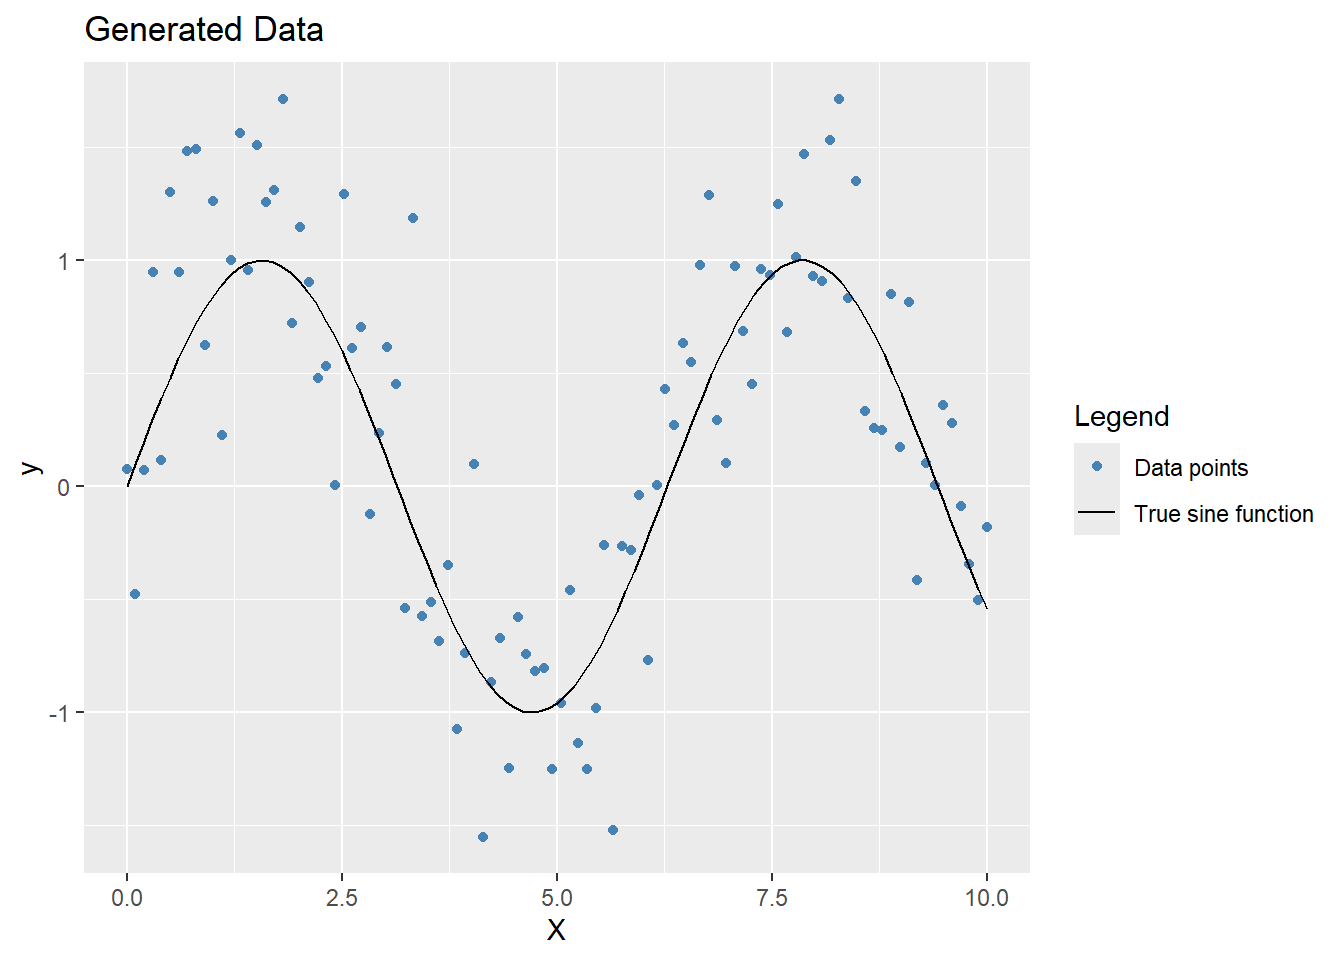 Generated Data
1
0
-1
y
0.0 2.5 5.0 7.5 10.0
X
Legend
Data points
True sine function